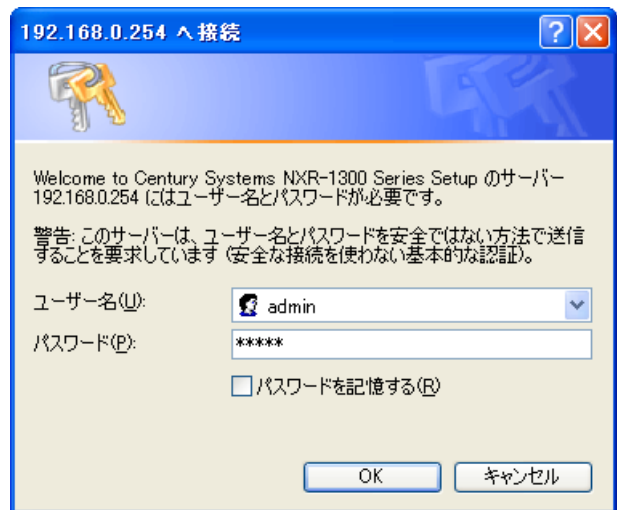 192.168.0.254 へ接続
Welcome to Century Systems NXR-1300 Series Setup のサーバー
192.168.0.254 にはユーザー名とパスワードが必要です。
警告: このサーバーは、ユーザー名とパスワードを安全ではない方法で送信
することを要求しています (安全な接続を使わない基本的な認証)。
ユーザー名(U):
admin
パスワード(P):
*****
パスワードを記憶する(R)
OK
キャンセル